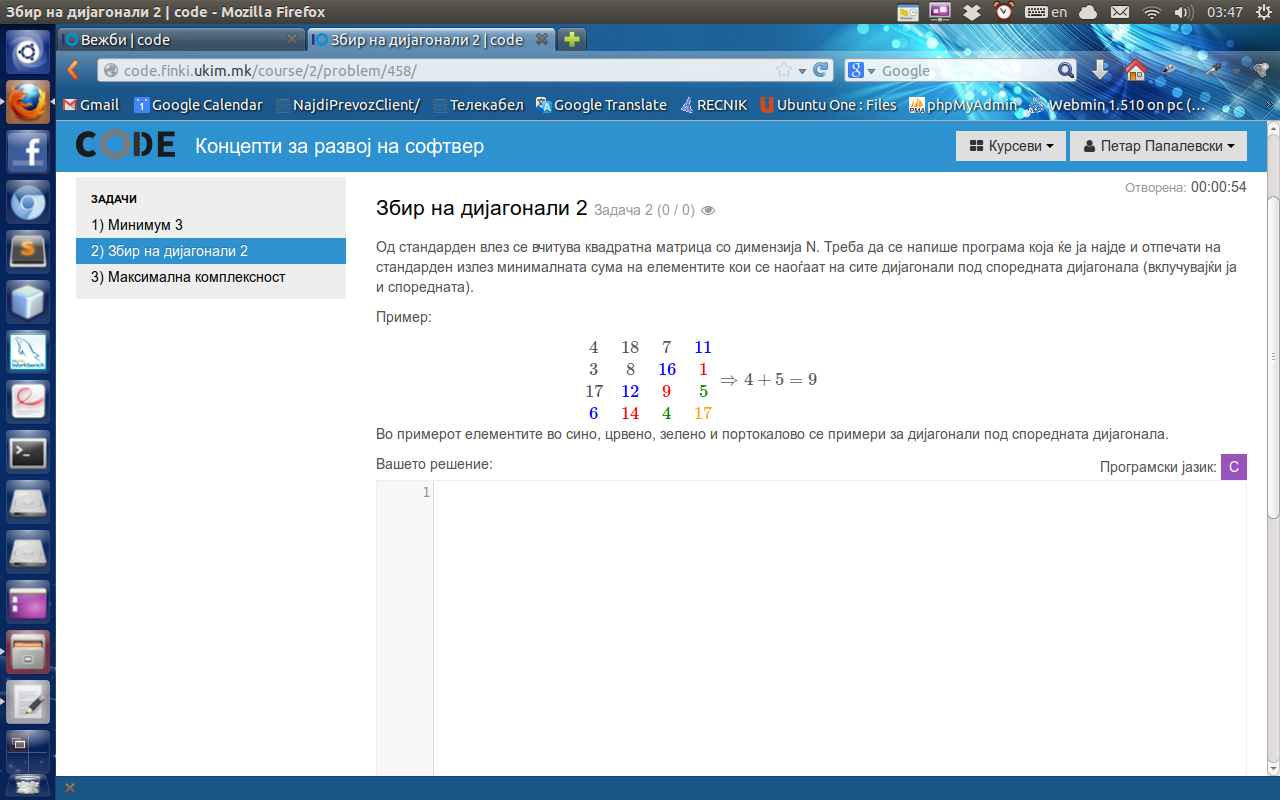 Збир на дијагонали 2 | code - Mozilla Firefox
en
03:47
Вежби | code
Збир на дијагонали 2 | code
code.finki.ukim.mk/course/2/problem/458/
Google
Gmail
Google Calendar
NajdiPrevozClient/
Телекабел
Google Translate
RECNIK
Ubuntu One : Files
phpMyAdmin
Webmin 1.510 on pc (...
CODE
Концепти за развој на софтвер
Курсеви
Петар Папалевски
ЗАДАЧИ
1) Минимум 3
2) Збир на дијагонали 2
3) Максимална комплексност
Отворена: 00:00:54
Збир на дијагонали 2 Задача 2 (0 / 0)
Од стандарден влез се вчитува квадратна матрица со димензија N. Треба да се напише програма која ќе ја најде и отпечати на
стандарден излез минималната сума на елементите кои се наоѓаат на сите дијагонали под споредната дијагонала (вклучувајќи ја
и споредната).
Пример:
4 18 7 11
3 8 16 1
17 12 9 5
6 14 4 17
⇒ 4 + 5 = 9
Во примерот елементите во сино, црвено, зелено и портокалово се примери за дијагонали под споредната дијагонала.
Вашето решение:
Програмски јазик: C
1